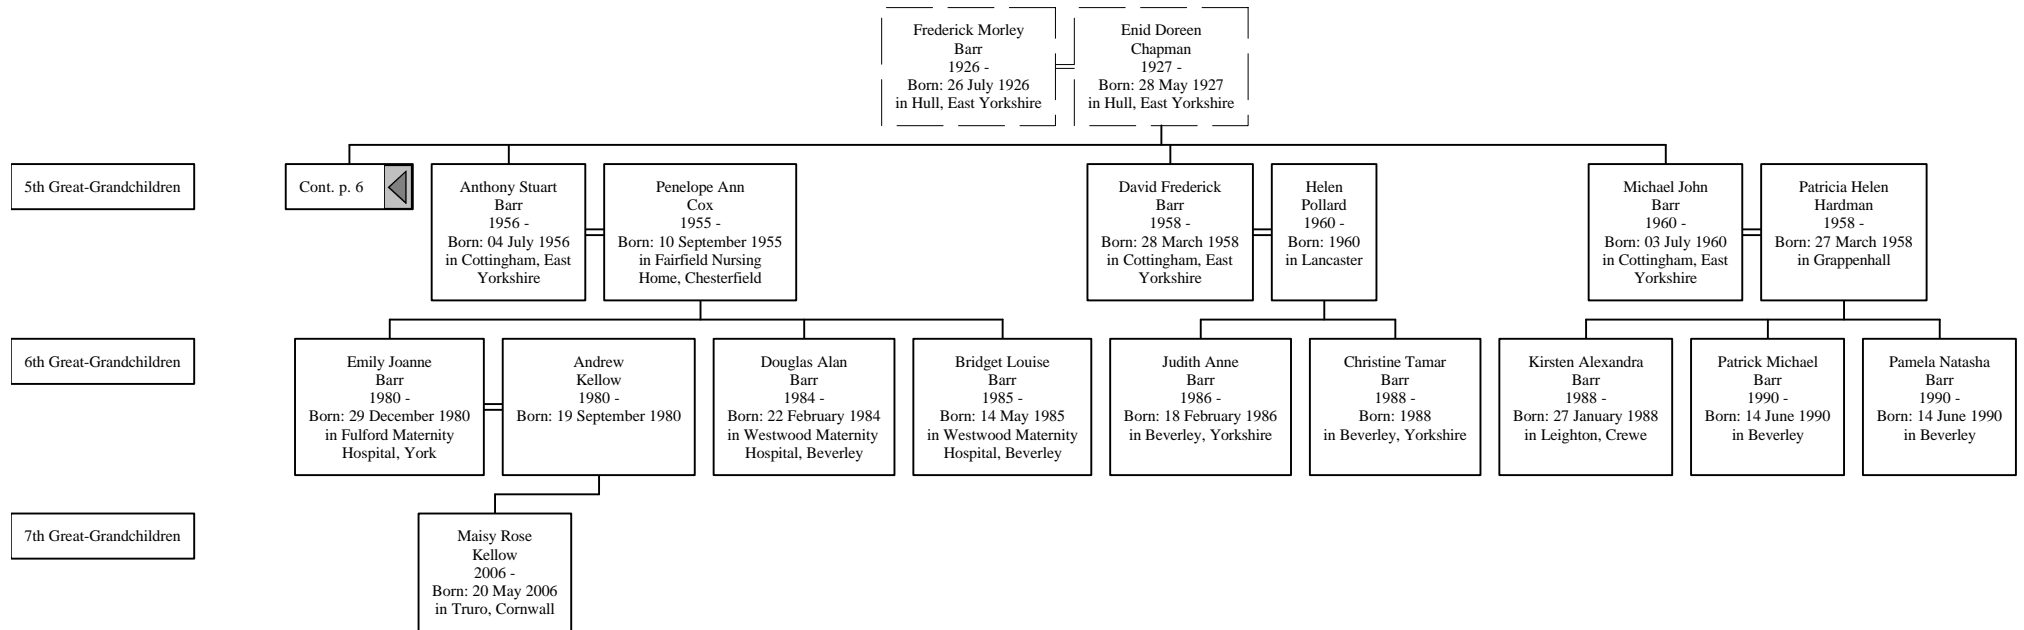 Frederick Morley
Barr
1926 -
Born: 26 July 1926
in Hull, East Yorkshire
Enid Doreen
Chapman
1927 -
Born: 28 May 1927
in Hull, East Yorkshire
5th Great-Grandchildren
Cont. p. 6
Anthony Stuart
Barr
1956 -
Born: 04 July 1956
in Cottingham, East
Yorkshire
Penelope Ann
Cox
1955 -
Born: 10 September 1955
in Fairfield Nursing
Home, Chesterfield
David Frederick
Barr
1958 -
Born: 28 March 1958
in Cottingham, East
Yorkshire
Helen
Pollard
1960 -
Born: 1960
in Lancaster
Michael John
Barr
1960 -
Born: 03 July 1960
in Cottingham, East
Yorkshire
Patricia Helen
Hardman
1958 -
Born: 27 March 1958
in Grappenhall
6th Great-Grandchildren
Emily Joanne
Barr
1980 -
Born: 29 December 1980
in Fulford Maternity
Hospital, York
Andrew
Kellow
1980 -
Born: 19 September 1980
Douglas Alan
Barr
1984 -
Born: 22 February 1984
in Westwood Maternity
Hospital, Beverley
Bridget Louise
Barr
1985 -
Born: 14 May 1985
in Westwood Maternity
Hospital, Beverley
Judith Anne
Barr
1986 -
Born: 18 February 1986
in Beverley, Yorkshire
Christine Tamar
Barr
1988 -
Born: 1988
in Beverley, Yorkshire
Kirsten Alexandra
Barr
1988 -
Born: 27 January 1988
in Leighton, Crewe
Patrick Michael
Barr
1990 -
Born: 14 June 1990
in Beverley
Pamela Natasha
Barr
1990 -
Born: 14 June 1990
in Beverley
7th Great-Grandchildren
Maisy Rose
Kellow
2006 -
Born: 20 May 2006
in Truro, Cornwall